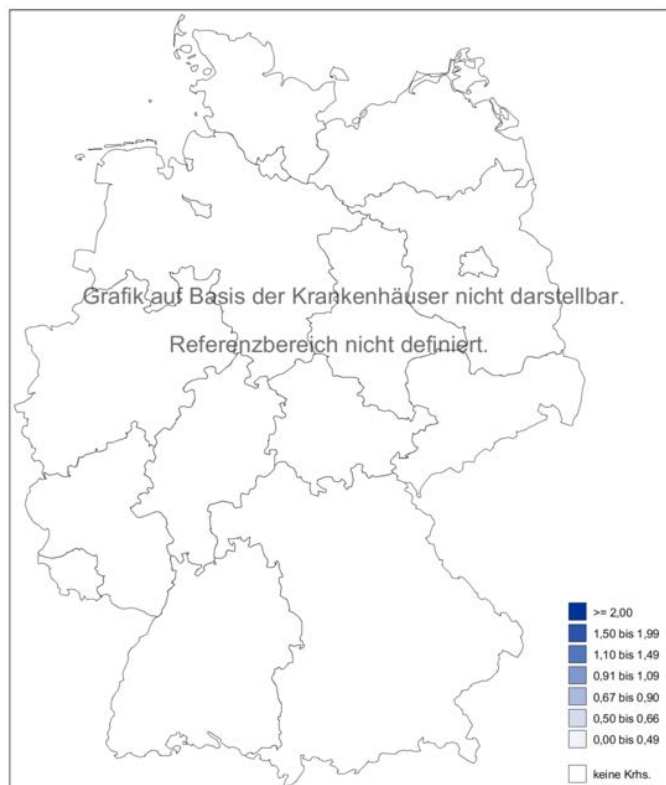 Grafik auf Basis der Krankenhäuser nicht darstellbar.
Referenzbereich nicht definiert.
>= 2,00
1,50 bis 1,99
1,10 bis 1,49
0,91 bis 1,09
0,67 bis 0,90
0,50 bis 0,66
0,00 bis 0,49
keine Krhs.